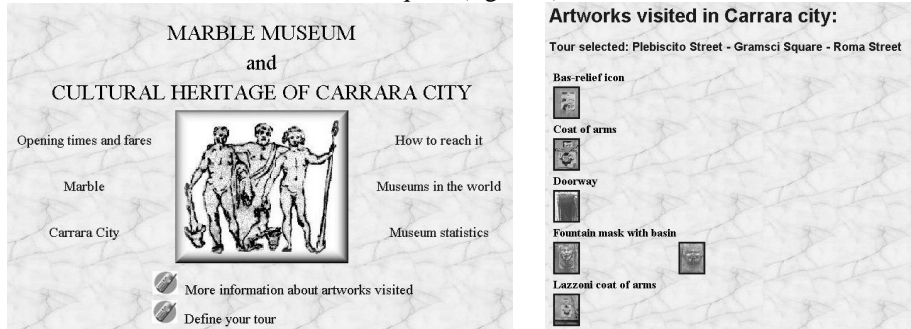 MARBLE MUSEUM
and
CULTURAL HERITAGE OF CARRARA CITY
Opening times and fares
How to reach it
Marble
Museums in the world
Carrara City
Museum statistics
More information about artworks visited
Define your tour
Artworks visited in Carrara city:
Tour selected: Plebiscito Street - Gramsci Square - Roma Street
Bas-relief icon
Coat of arms
Doorway
Fountain mask with basin
Lazzoni coat of arms